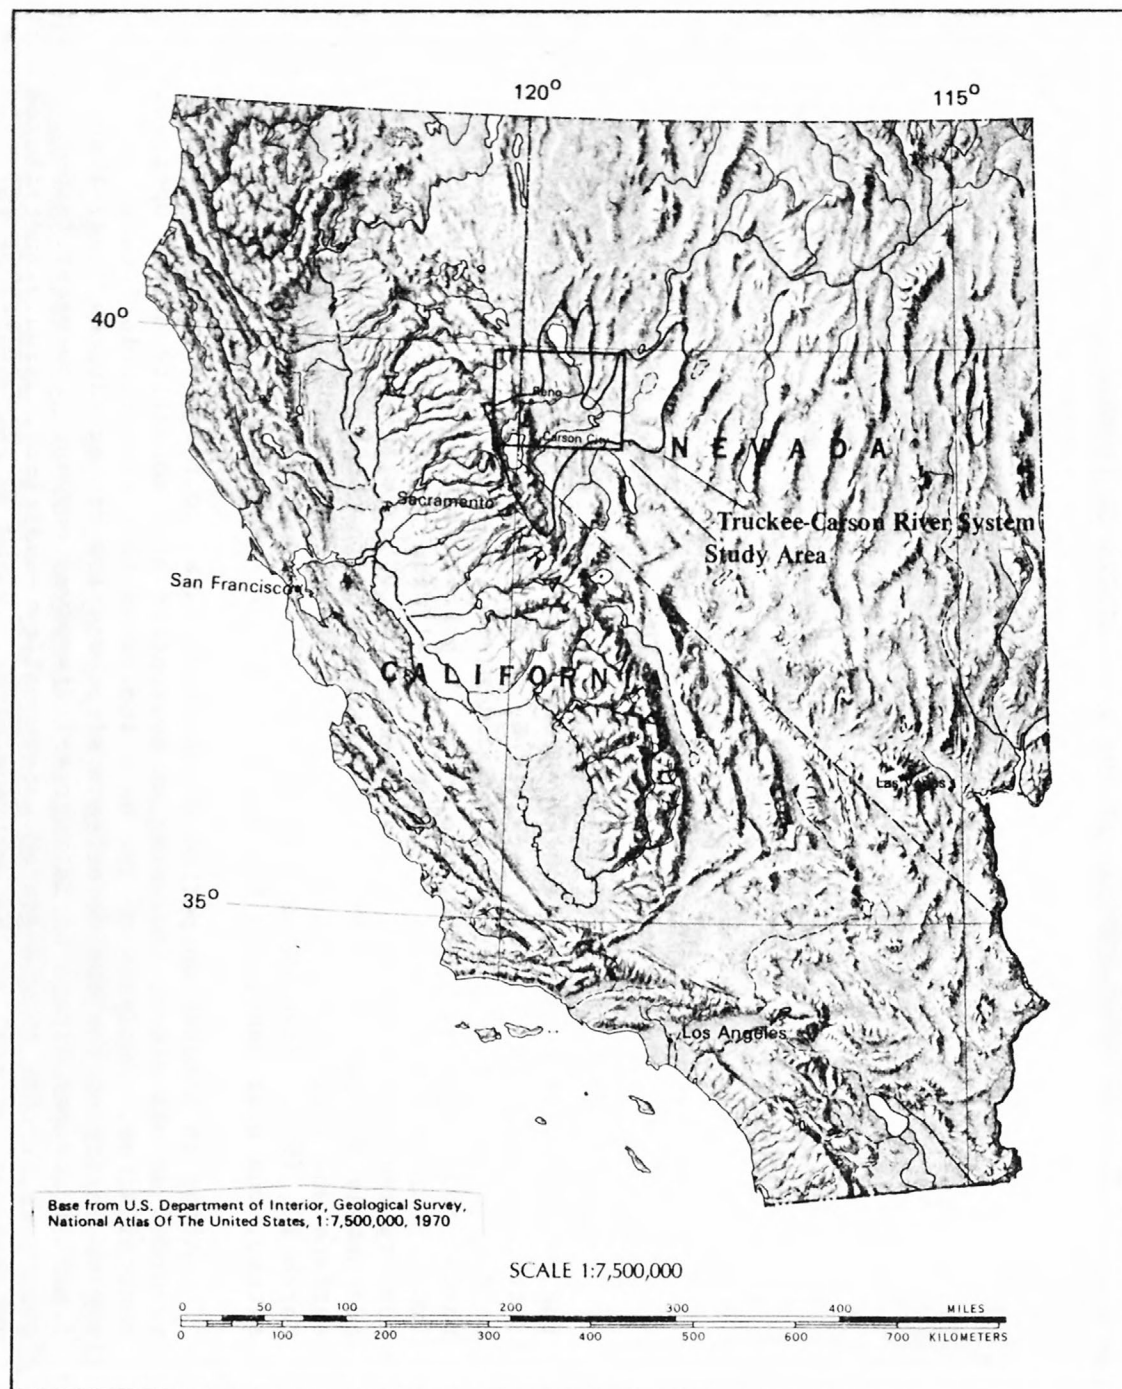 120° 115°
40°
Reno
Carson City
NEVADA
Sacramento
Truckee-Carson River System
Study Area
San Francisco
CALIFORNIA
Las Vegas
35°
Los Angeles
Base from U.S. Department of Interior, Geological Survey,
National Atlas Of The United States, 1:7,500,000, 1970
SCALE 1:7,500,000
0 50 100 200 300 400 MILES
0 100 200 300 400 500 600 700 KILOMETERS